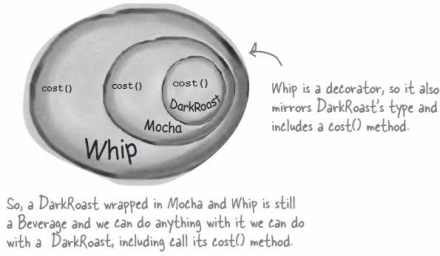 cost()
cost()
cost()
DarkRoast
Mocha
Whip
Whip is a decorator, so it also
mirrors DarkRoast's type and
includes a cost() method.
So, a DarkRoast wrapped in Mocha and Whip is still
a Beverage and we can do anything with it we can do
with a DarkRoast, including call its cost() method.